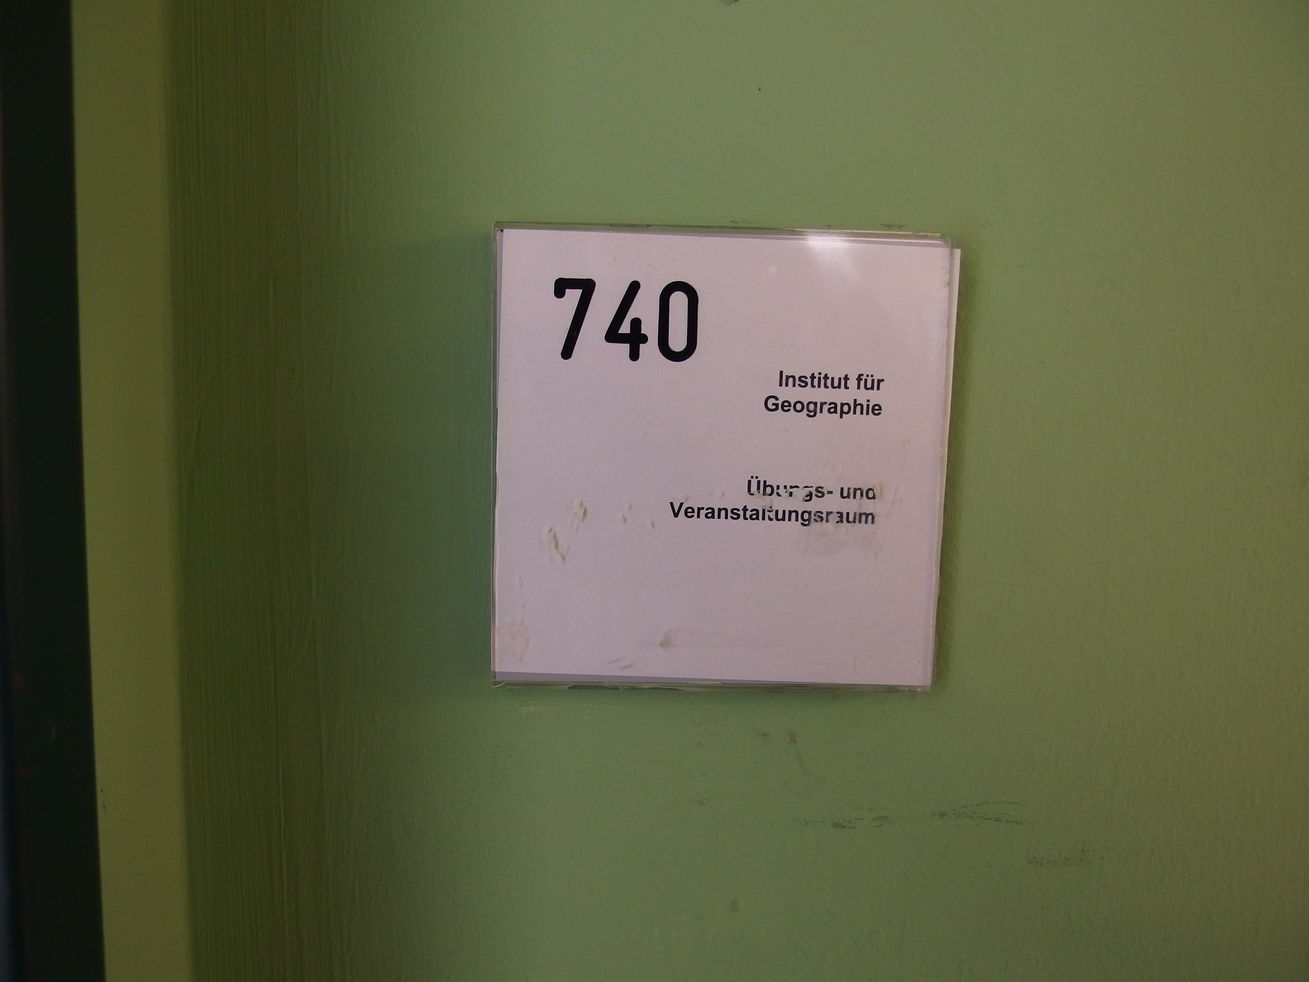 740
Institut für
Geographie
Übungs- und
Veranstaltungsraum